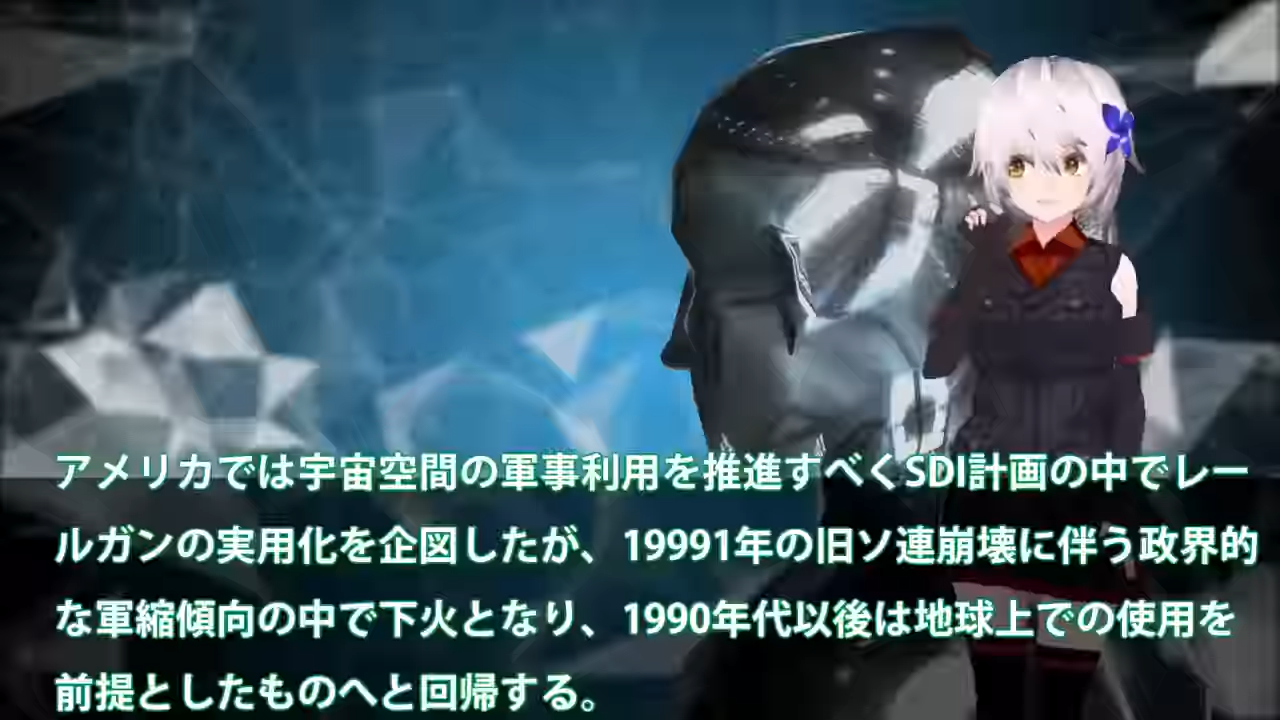 アメリカでは宇宙空間の軍事利用を推進すべくSDI計画の中でレー
ルガンの実用化を企図したが、19991年の旧ソ連崩壊に伴う政界的
な軍縮傾向の中で下火となり、1990年代以後は地球上での使用を
前提としたものへと回帰する。